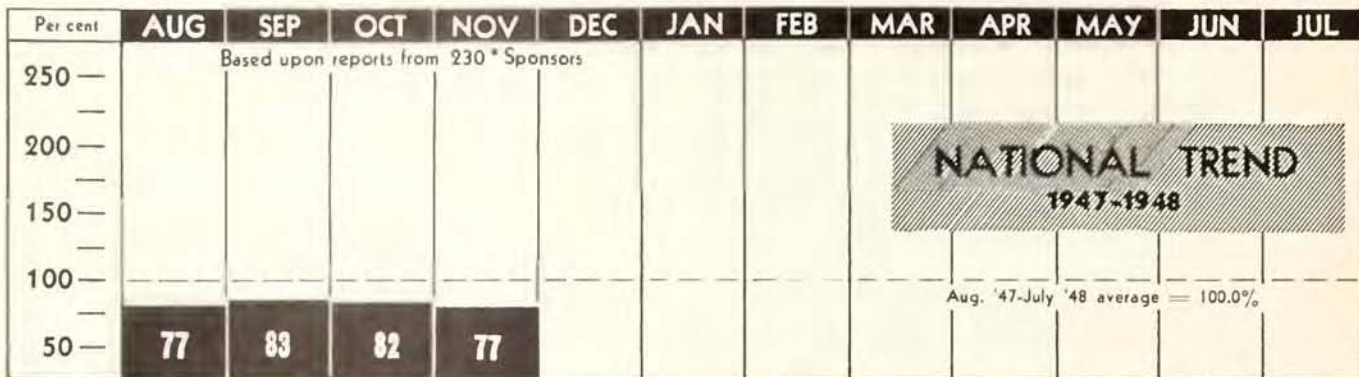 Per cent AUG SEP OCT NOV DEC JAN FEB MAR APR MAY JUN JUL
Based upon reports from 230* Sponsors
250
200
NATIONAL TREND
1947-1948
150
100
Aug. '47-July '48 average = 100.0%
50
77 83 82 77